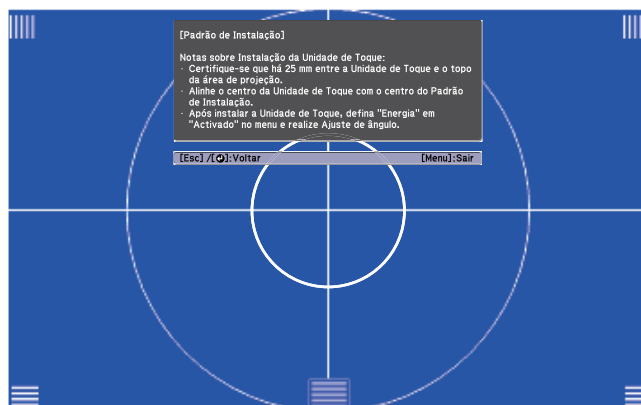 [Padrão de Instalação]
Notas sobre Instalação da Unidade de Toque:
· Certifique-se que há 25 mm entre a Unidade de Toque e o topo
da área de projeção.
· Alinhe o centro da Unidade de Toque com o centro do Padrão
de Instalação.
· Após instalar a Unidade de Toque, defina "Energia" em
"Activado" no menu e realize Ajuste de ângulo.
[Esc] /[↵]:Voltar [Menu]:Sair